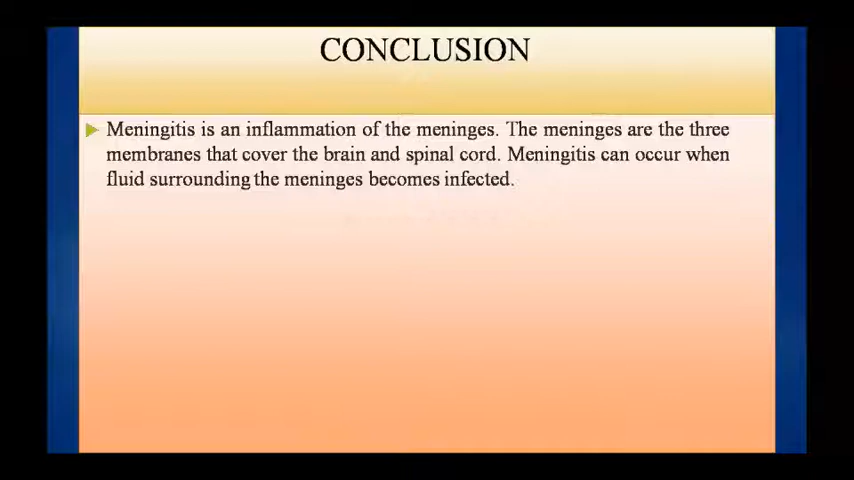 CONCLUSION
Meningitis is an inflammation of the meninges. The meninges are the three
membranes that cover the brain and spinal cord. Meningitis can occur when
fluid surrounding the meninges becomes infected.